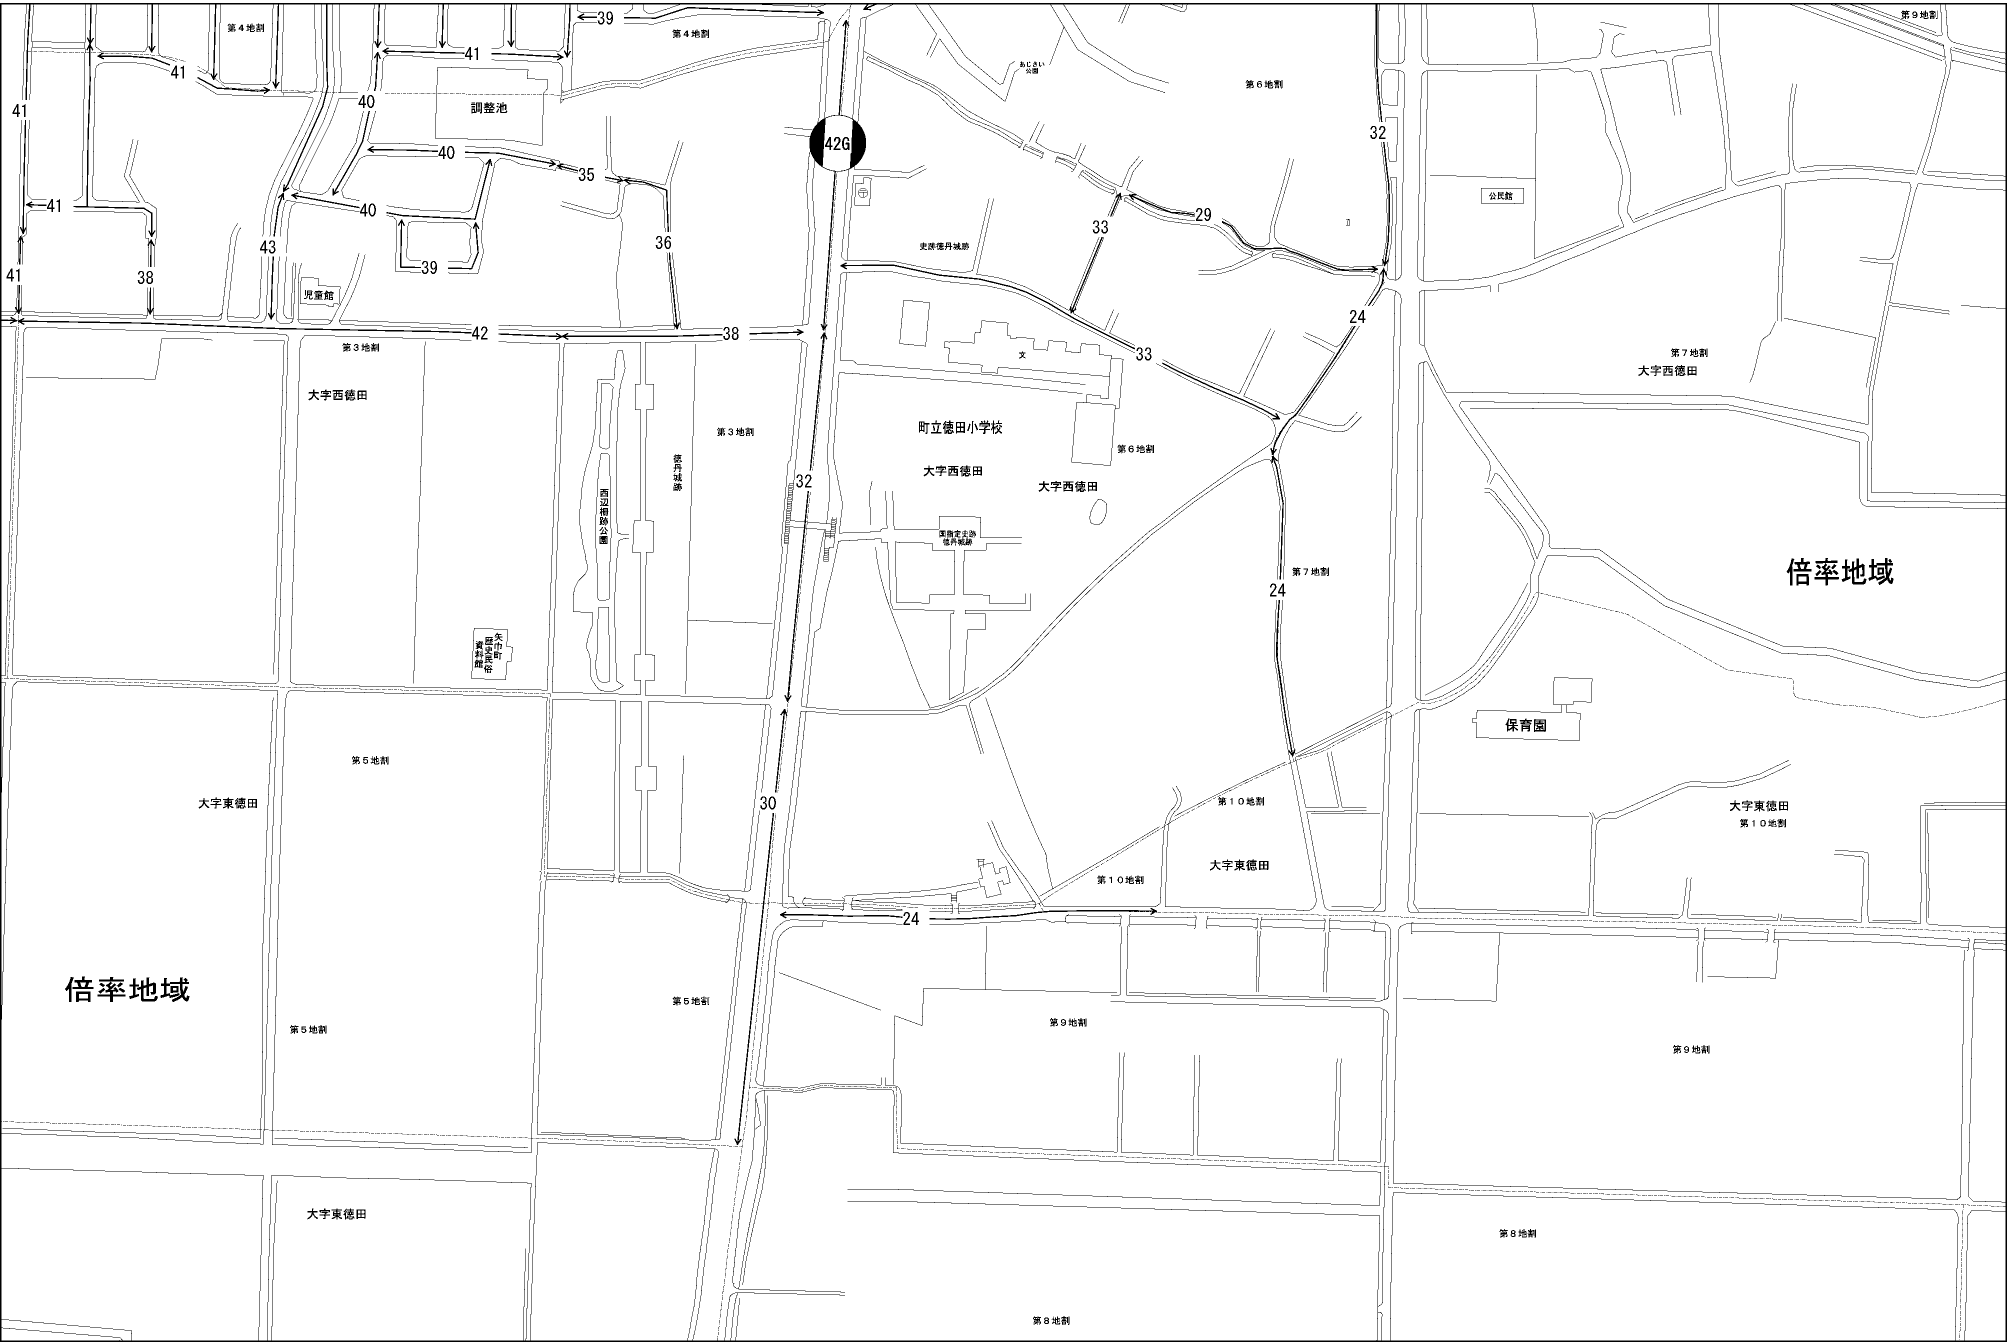 39
第４地割
第４地割
第９地割
41
41
あじさい
公園
第６地割
40
調整池
41
32
42G
40
35
公民館
41
40
29
33
36
43
史跡徳丹城跡
39
41
38
児童館
24
42
38
第３地割
33
文
第７地割
大字西徳田
大字西徳田
第３地割
町立徳田小学校
第６地割
徳丹城跡
大字西徳田
大字西徳田
32
西辺柵跡公園
国指定史跡
徳丹城跡
第７地割
倍率地域
24
矢巾町
歴史民俗
資料館
保育園
第５地割
30
大字東徳田
第１０地割
大字東徳田
第１０地割
大字東徳田
第１０地割
24
倍率地域
第５地割
第５地割
第９地割
第９地割
大字東徳田
第８地割
第８地割